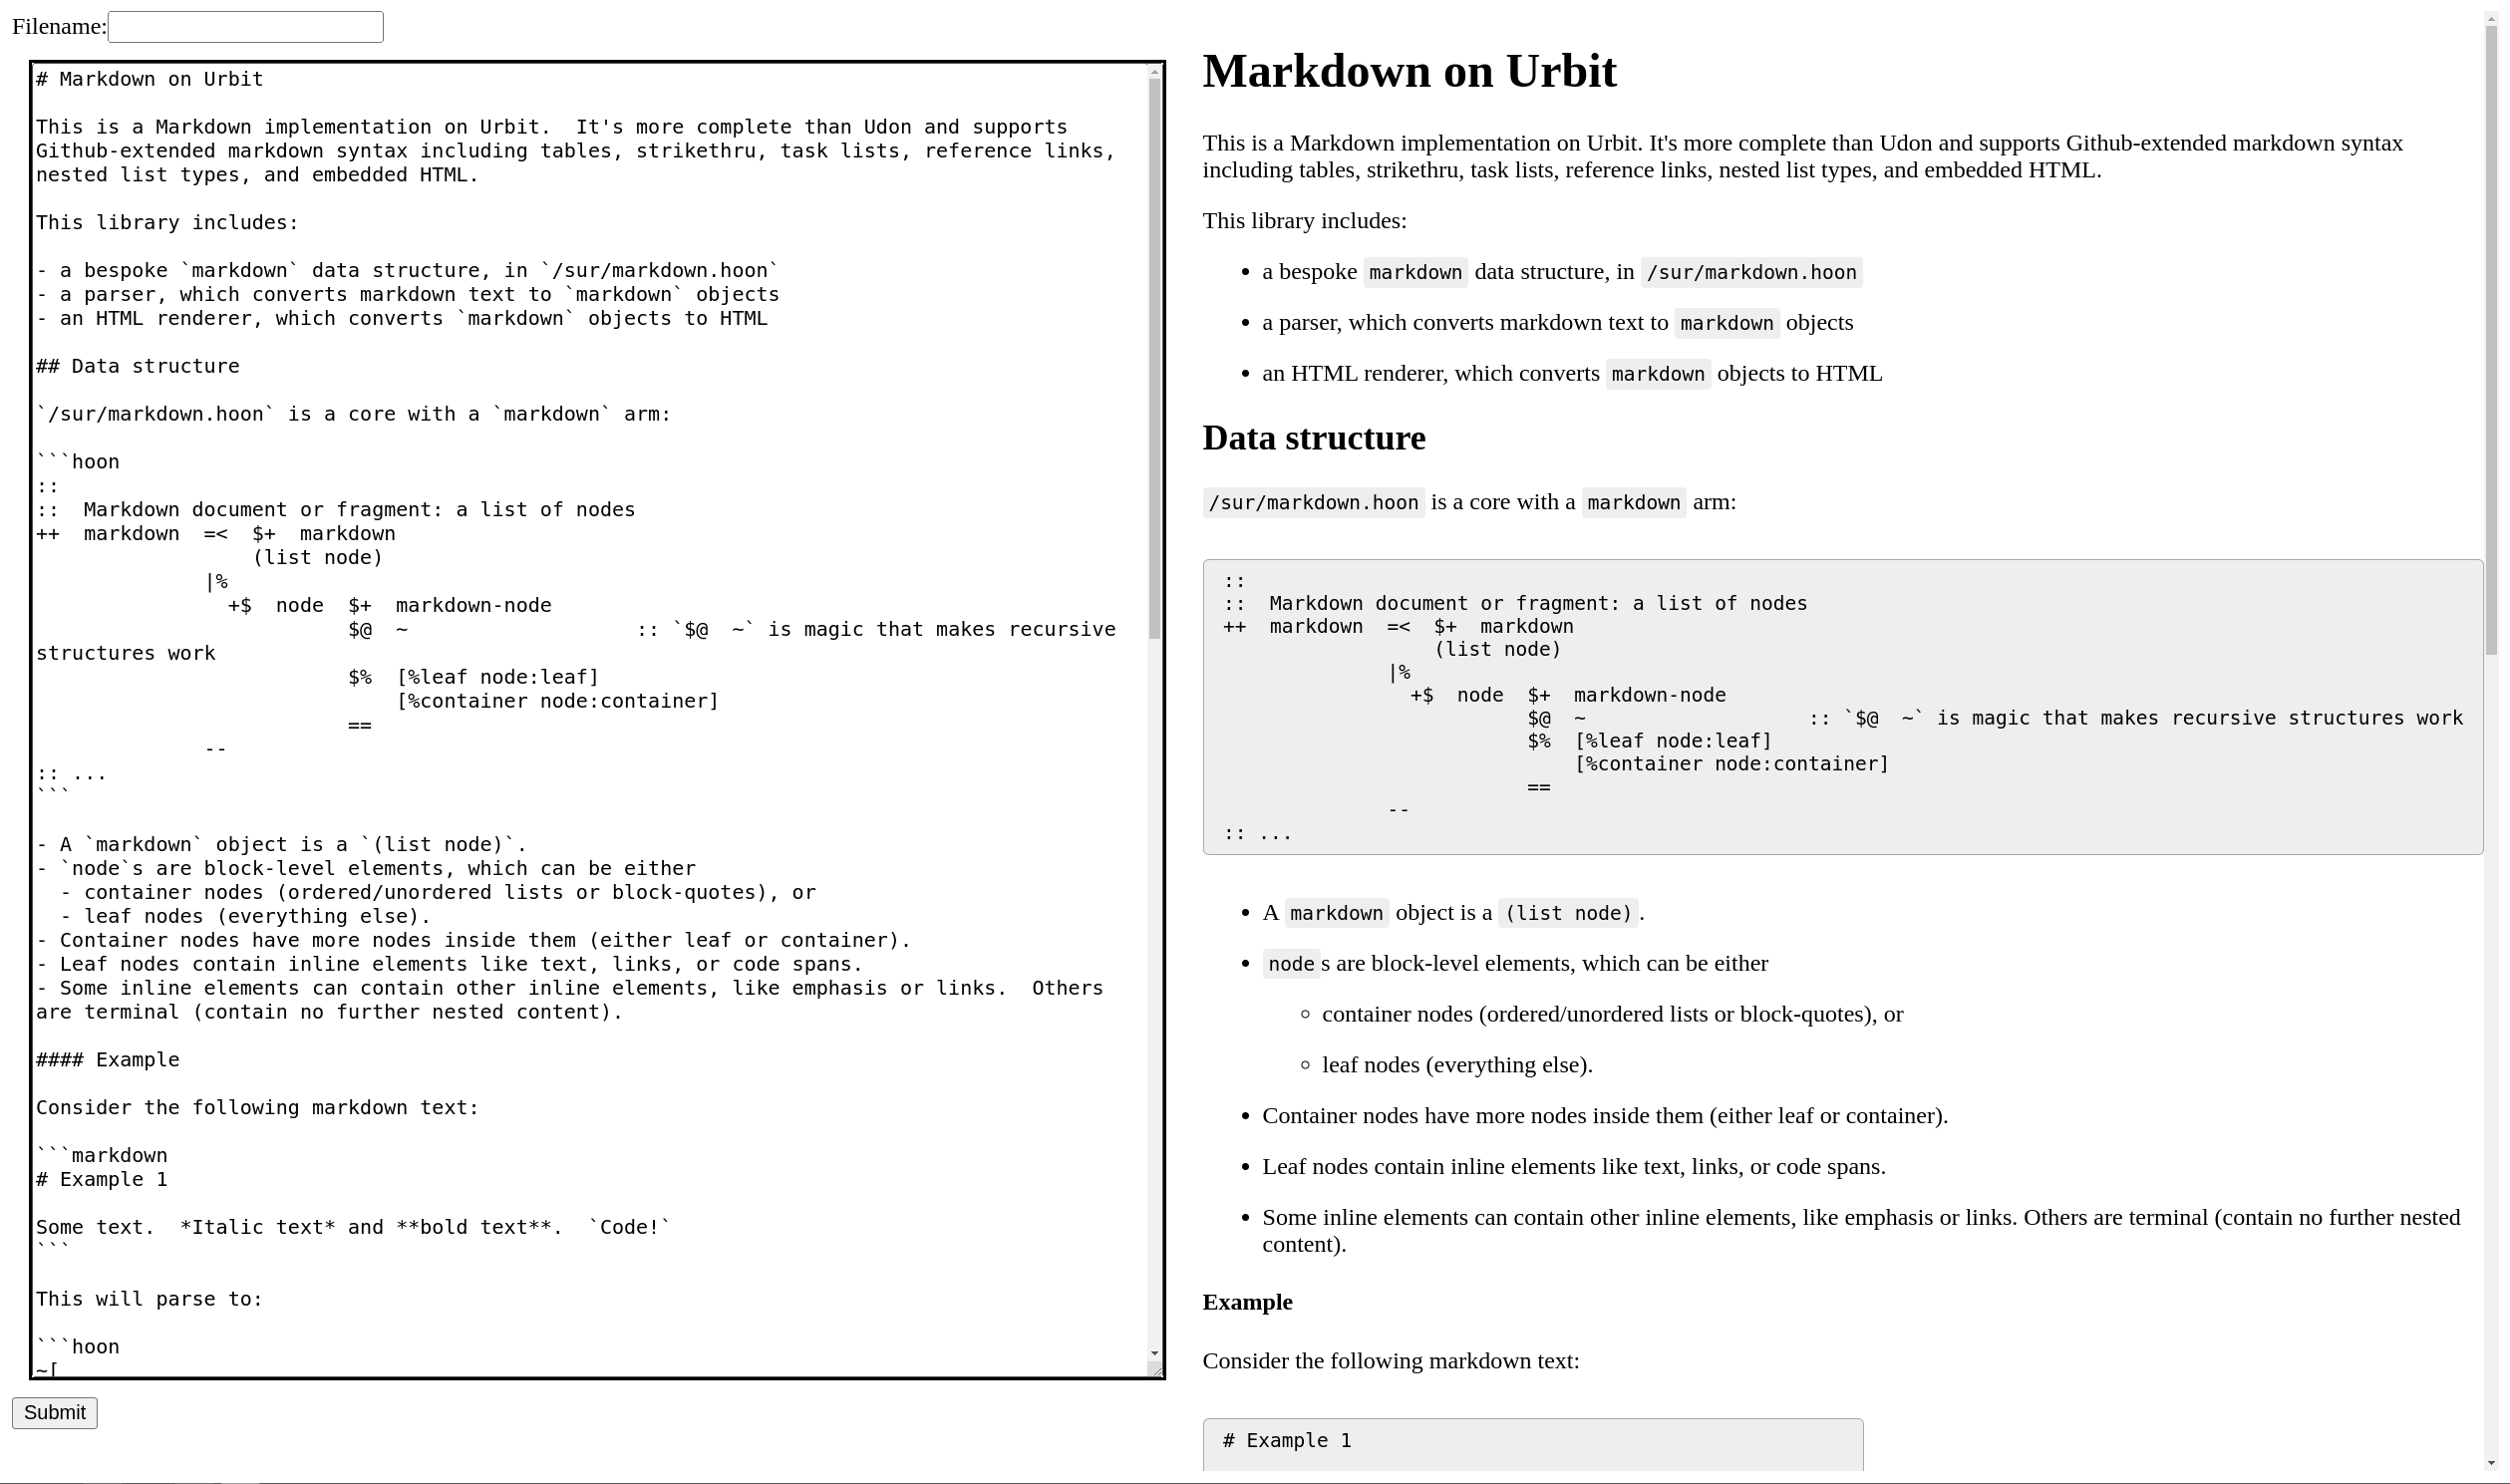 Filename:
# Markdown on Urbit

This is a Markdown implementation on Urbit.  It's more complete than Udon and supports
Github-extended markdown syntax including tables, strikethru, task lists, reference links,
nested list types, and embedded HTML.

This library includes:

- a bespoke `markdown` data structure, in `/sur/markdown.hoon`
- a parser, which converts markdown text to `markdown` objects
- an HTML renderer, which converts `markdown` objects to HTML

## Data structure

`/sur/markdown.hoon` is a core with a `markdown` arm:

```hoon
::
::  Markdown document or fragment: a list of nodes
++  markdown  =<  $+  markdown
                  (list node)
              |%
                +$  node  $+  markdown-node
                          $@  ~                   :: `$@  ~` is magic that makes recursive
structures work
                          $%  [%leaf node:leaf]
                              [%container node:container]
                          ==
              --
:: ...
```

- A `markdown` object is a `(list node)`.
- `node`s are block-level elements, which can be either
  - container nodes (ordered/unordered lists or block-quotes), or
  - leaf nodes (everything else).
- Container nodes have more nodes inside them (either leaf or container).
- Leaf nodes contain inline elements like text, links, or code spans.
- Some inline elements can contain other inline elements, like emphasis or links.  Others
are terminal (contain no further nested content).

#### Example

Consider the following markdown text:

```markdown
# Example 1

Some text.  *Italic text* and **bold text**.  `Code!`
```

This will parse to:

```hoon
~[
Submit
Markdown on Urbit
This is a Markdown implementation on Urbit. It's more complete than Udon and supports Github-extended markdown syntax
including tables, strikethru, task lists, reference links, nested list types, and embedded HTML.
This library includes:
• a bespoke markdown data structure, in /sur/markdown.hoon
• a parser, which converts markdown text to markdown objects
• an HTML renderer, which converts markdown objects to HTML
Data structure
/sur/markdown.hoon is a core with a markdown arm:
::
::  Markdown document or fragment: a list of nodes
++  markdown  =<  $+  markdown
                  (list node)
              |%
                +$  node  $+  markdown-node
                          $@  ~                   :: `$@  ~` is magic that makes recursive structures work
                          $%  [%leaf node:leaf]
                              [%container node:container]
                          ==
              --
:: ...
• A markdown object is a (list node).
• nodes are block-level elements, which can be either
◦ container nodes (ordered/unordered lists or block-quotes), or
◦ leaf nodes (everything else).
• Container nodes have more nodes inside them (either leaf or container).
• Leaf nodes contain inline elements like text, links, or code spans.
• Some inline elements can contain other inline elements, like emphasis or links. Others are terminal (contain no further nested
content).
Example
Consider the following markdown text:
# Example 1